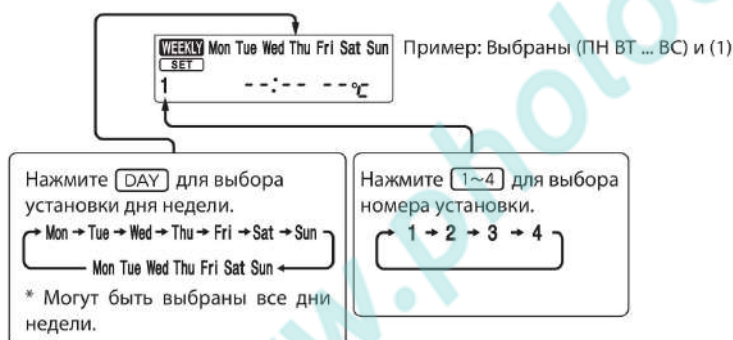 WEEKLY Mon Tue Wed Thu Fri Sat Sun Пример: Выбраны (ПН ВТ ... ВС) и (1)
SET
1 --:-- --°C
Нажмите DAY для выбора
установки дня недели.
Mon → Tue → Wed → Thu → Fri → Sat → Sun
Mon Tue Wed Thu Fri Sat Sun
* Могут быть выбраны все дни
недели.
Нажмите 1~4 для выбора
номера установки.
1 → 2 → 3 → 4